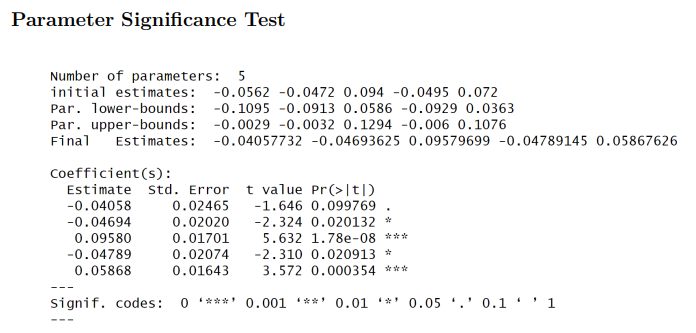 Parameter Significance Test
Number of parameters:  5
initial estimates:  -0.0562 -0.0472 0.094 -0.0495 0.072
Par. lower-bounds:  -0.1095 -0.0913 0.0586 -0.0929 0.0363
Par. upper-bounds:  -0.0029 -0.0032 0.1294 -0.006 0.1076
Final   Estimates:  -0.04057732 -0.04693625 0.09579699 -0.04789145 0.05867626
Coefficient(s):
  Estimate  Std. Error  t value Pr(>|t|)
  -0.04058     0.02465   -1.646 0.099769 .
  -0.04694     0.02020   -2.324 0.020132 *
   0.09580     0.01701    5.632 1.78e-08 ***
  -0.04789     0.02074   -2.310 0.020913 *
   0.05868     0.01643    3.572 0.000354 ***
---
Signif. codes:  0 ‘***’ 0.001 ‘**’ 0.01 ‘*’ 0.05 ‘.’ 0.1 ‘ ’ 1
---